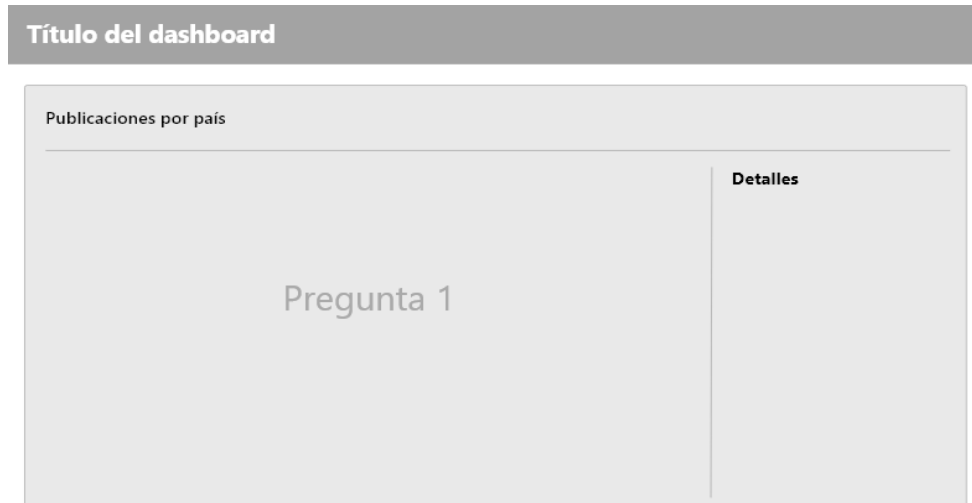 Título del dashboard
Publicaciones por país
Detalles
Pregunta 1